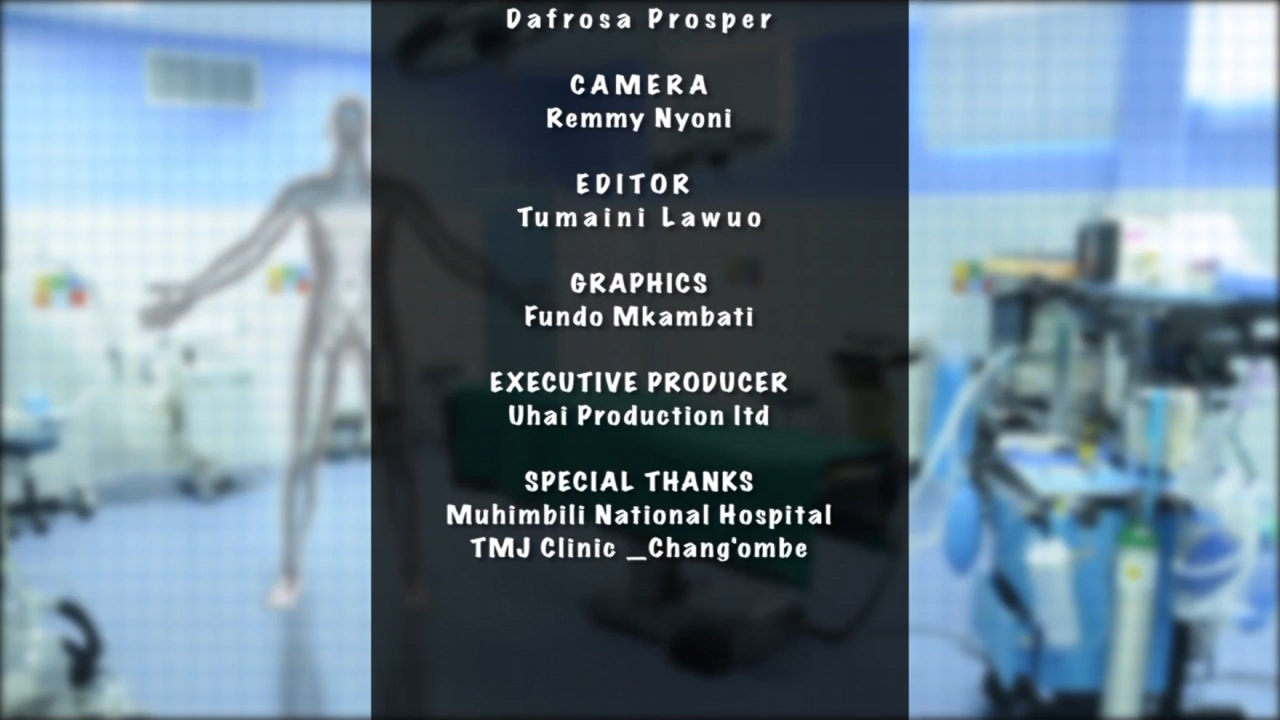 Dafrosa Prosper
CAMERA
Remmy Nyoni
EDITOR
Tumaini Lawuo
GRAPHICS
Fundo Mkambati
EXECUTIVE PRODUCER
Uhai Production ltd
SPECIAL THANKS
Muhimbili National Hospital
TMJ Clinic _Chang'ombe